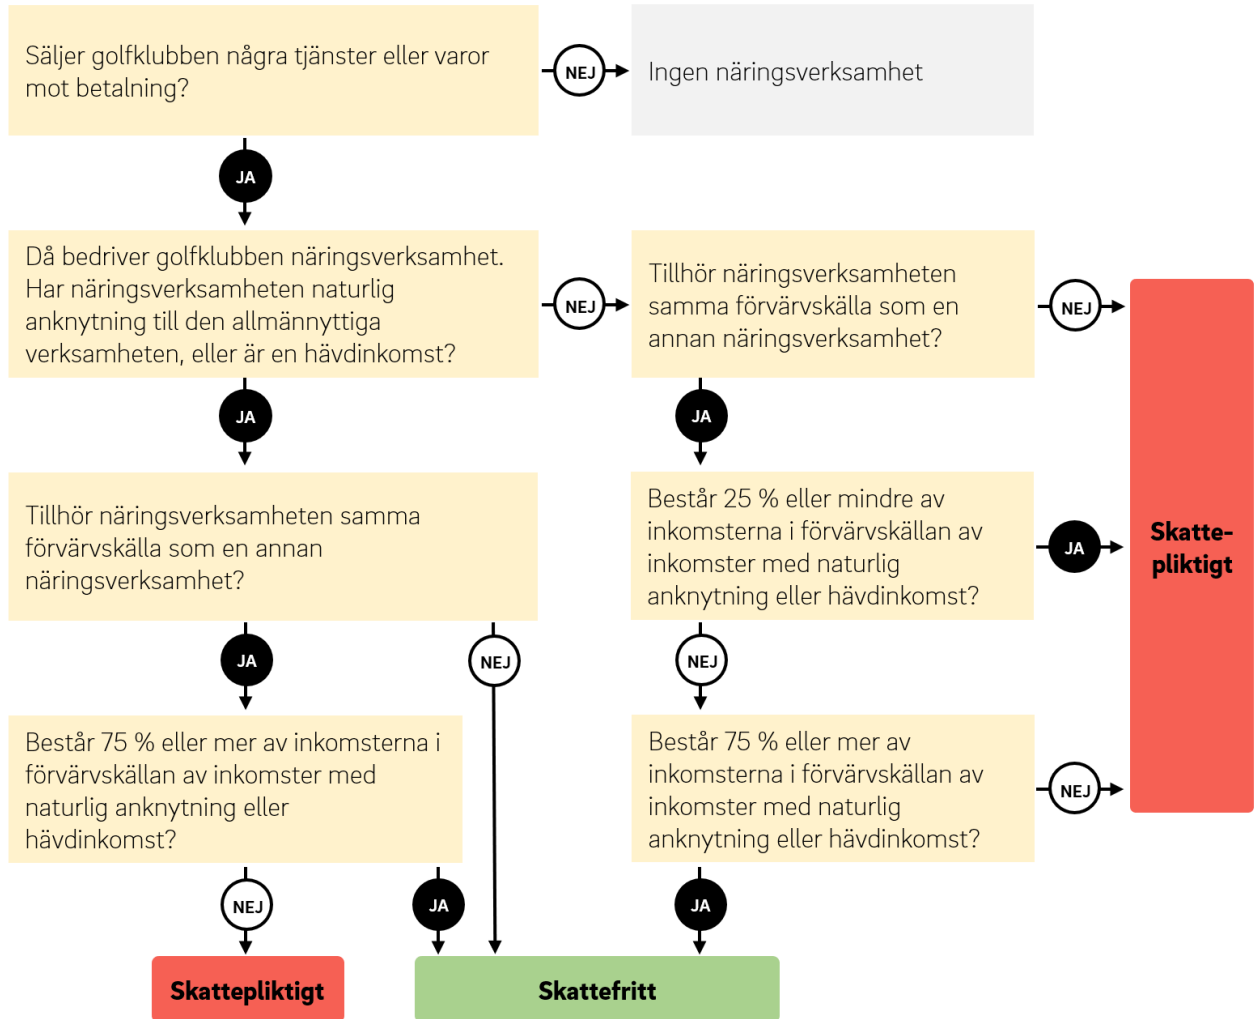 Säljer golfklubben några tjänster eller varor
mot betalning?
NEJ
Ingen näringsverksamhet
JA
Då bedriver golfklubben näringsverksamhet.
Har näringsverksamheten naturlig
anknytning till den allmännyttiga
verksamheten, eller är en hävdinkomst?
NEJ
Tillhör näringsverksamheten
samma förvärvskälla som en
annan näringsverksamhet?
NEJ
JA
JA
Tillhör näringsverksamheten samma
förvärvskälla som en annan
näringsverksamhet?
Består 25 % eller mindre av
inkomsterna i förvärvskällan av
inkomster med naturlig
anknytning eller hävdinkomst?
JA
Skatte-
pliktigt
JA
NEJ
NEJ
Består 75 % eller mer av inkomsterna i
förvärvskällan av inkomster med
naturlig anknytning eller
hävdinkomst?
Består 75 % eller mer av
inkomsterna i förvärvskällan av
inkomster med naturlig
anknytning eller hävdinkomst?
NEJ
NEJ
JA
JA
Skattepliktigt
Skattefritt